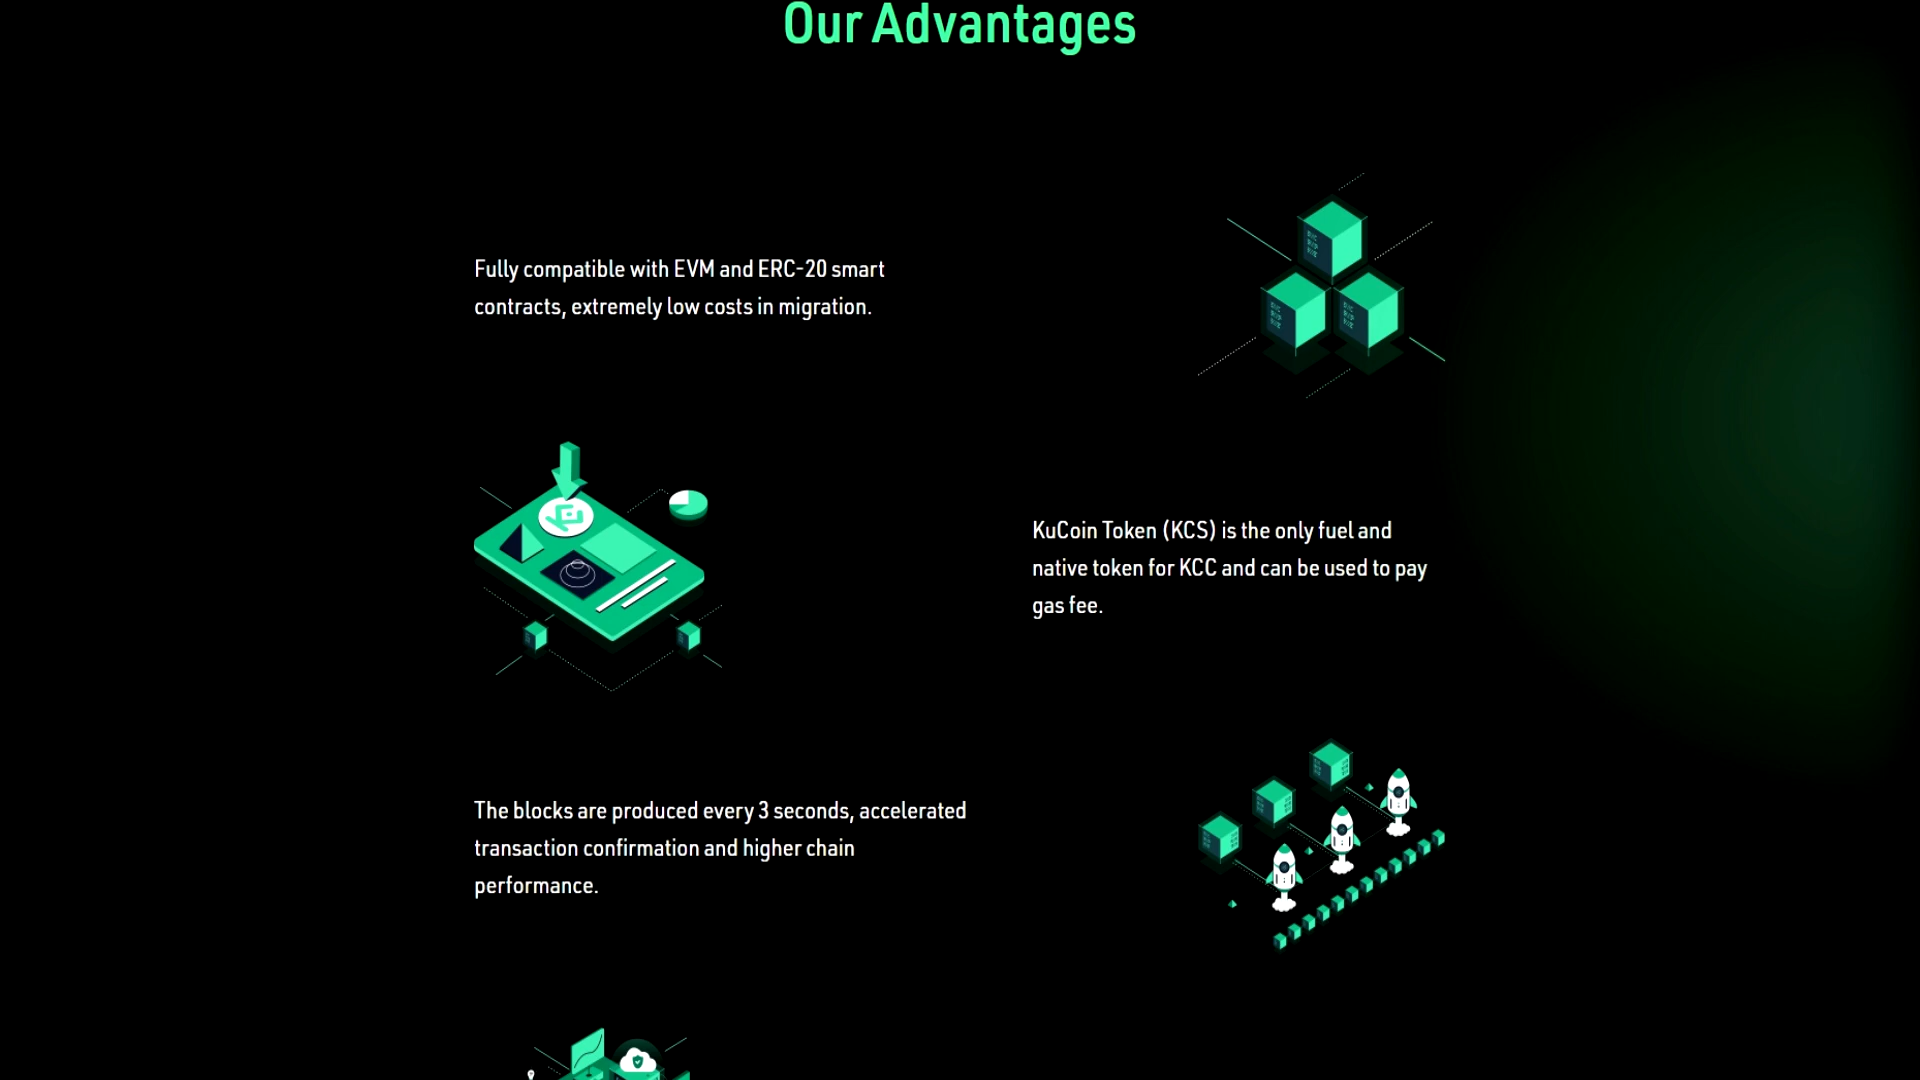 Our Advantages
Fully compatible with EVM and ERC-20 smart
contracts, extremely low costs in migration.
KuCoin Token (KCS) is the only fuel and
native token for KCC and can be used to pay
gas fee.
The blocks are produced every 3 seconds, accelerated
transaction confirmation and higher chain
performance.